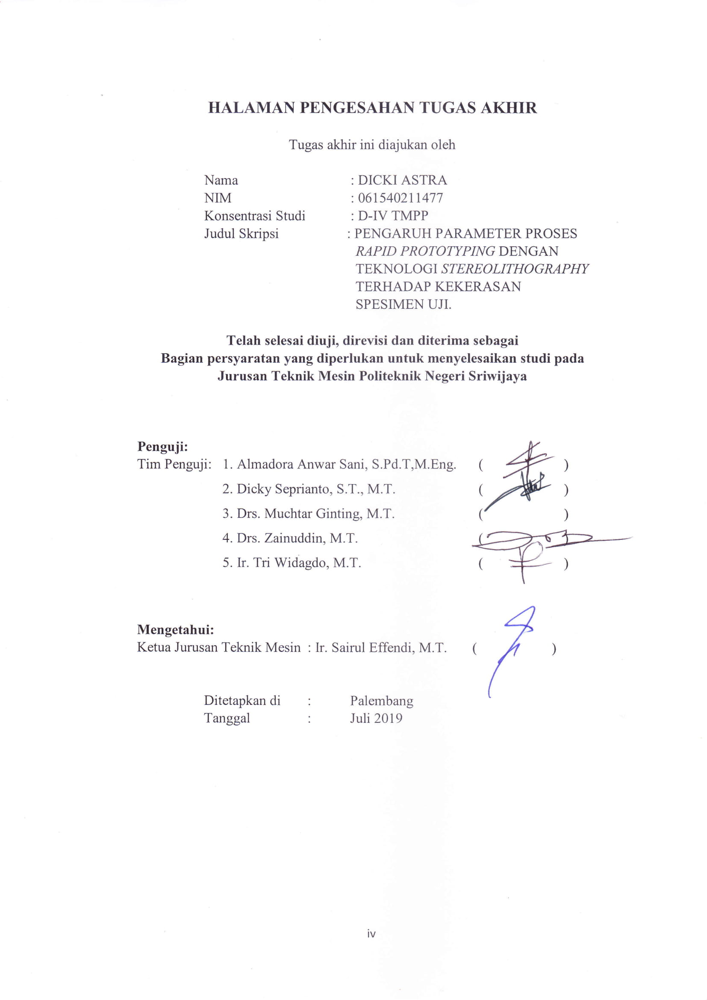 HALAMAN PENGESAHAN TUGAS AKHIR
Tugas akhir ini diajukan oleh
Nama : DICKI ASTRA
NIM : 061540211477
Konsentrasi Studi : D-IV TMPP
Judul Skripsi : PENGARUH PARAMETER PROSES
RAPID PROTOTYPING DENGAN
TEKNOLOGI STEREOLITHOGRAPHY
TERHADAP KEKERASAN
SPESIMEN UJI.
Telah selesai diuji, direvisi dan diterima sebagai
Bagian persyaratan yang diperlukan untuk menyelesaikan studi pada
Jurusan Teknik Mesin Politeknik Negeri Sriwijaya
Penguji:
Tim Penguji: 1. Almadora Anwar Sani, S.Pd.T,M.Eng. ( )
2. Dicky Seprianto, S.T., M.T. ( )
3. Drs. Muchtar Ginting, M.T. ( )
4. Drs. Zainuddin, M.T. (
5. Ir. Tri Widagdo, M.T. ( )
Mengetahui:
Ketua Jurusan Teknik Mesin : Ir. Sairul Effendi, M.T. ( )
Ditetapkan di : Palembang
Tanggal : Juli 2019
iv